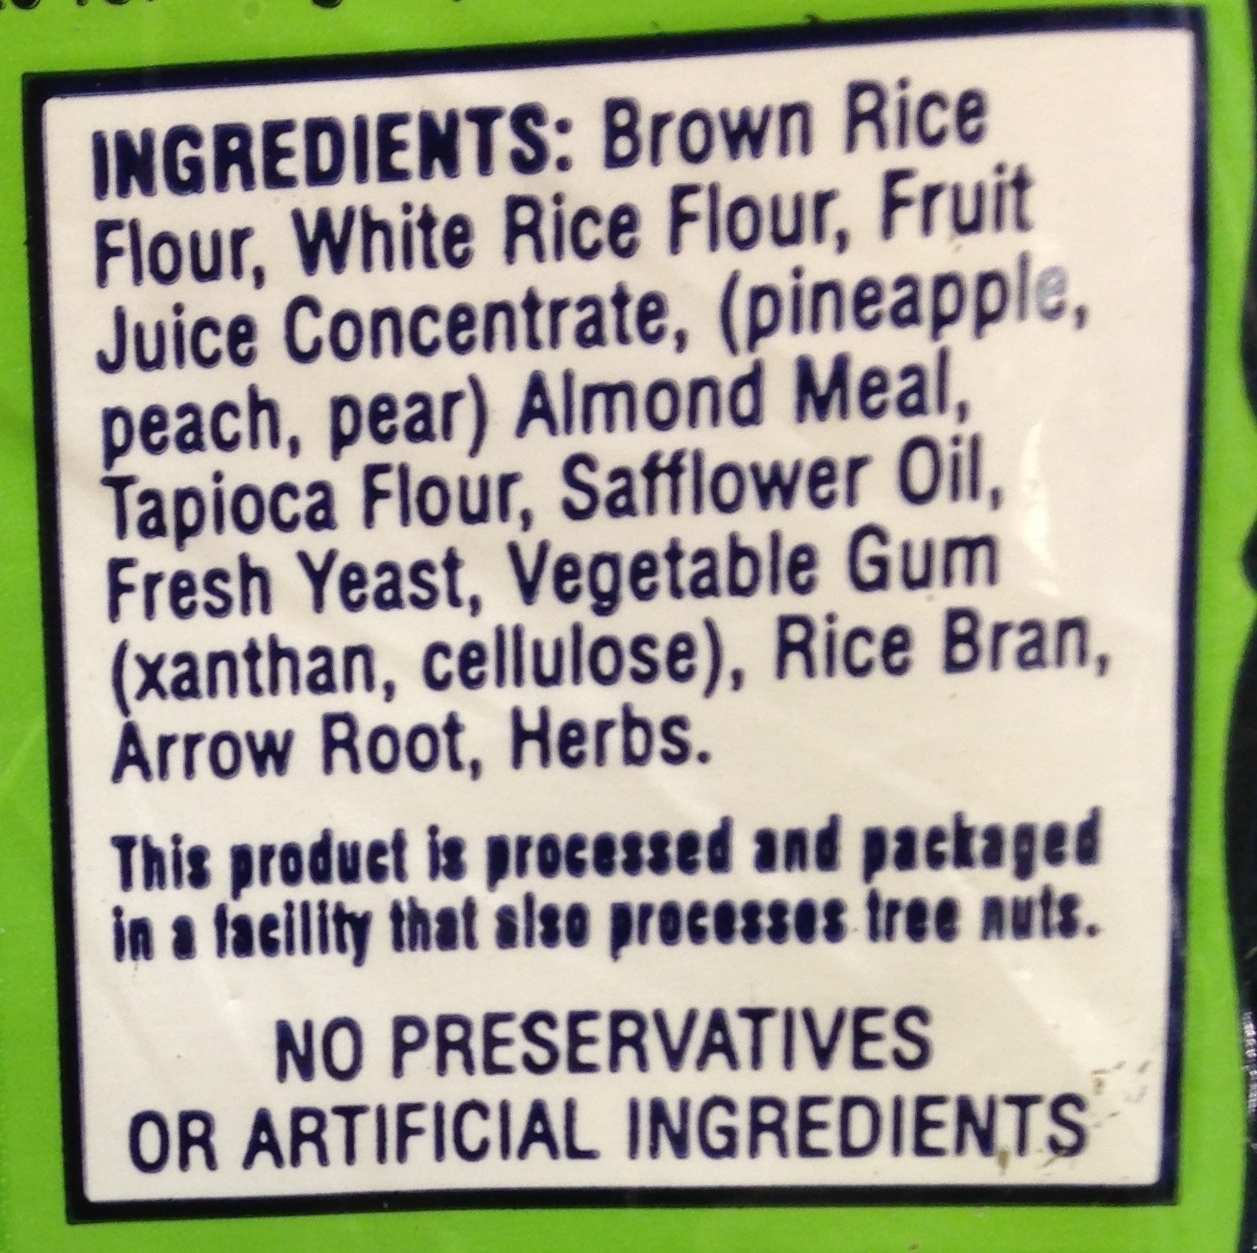 INGREDIENTS: Brown Rice
Flour, White Rice Flour, Fruit
Juice Concentrate, (pineapple,
peach, pear) Almond Meal,
Tapioca Flour, Safflower Oil,
Fresh Yeast, Vegetable Gum
(xanthan, cellulose), Rice Bran,
Arrow Root, Herbs.
This product is processed and packaged
in a facility that also processes tree nuts.
NO PRESERVATIVES
OR ARTIFICIAL INGREDIENTS